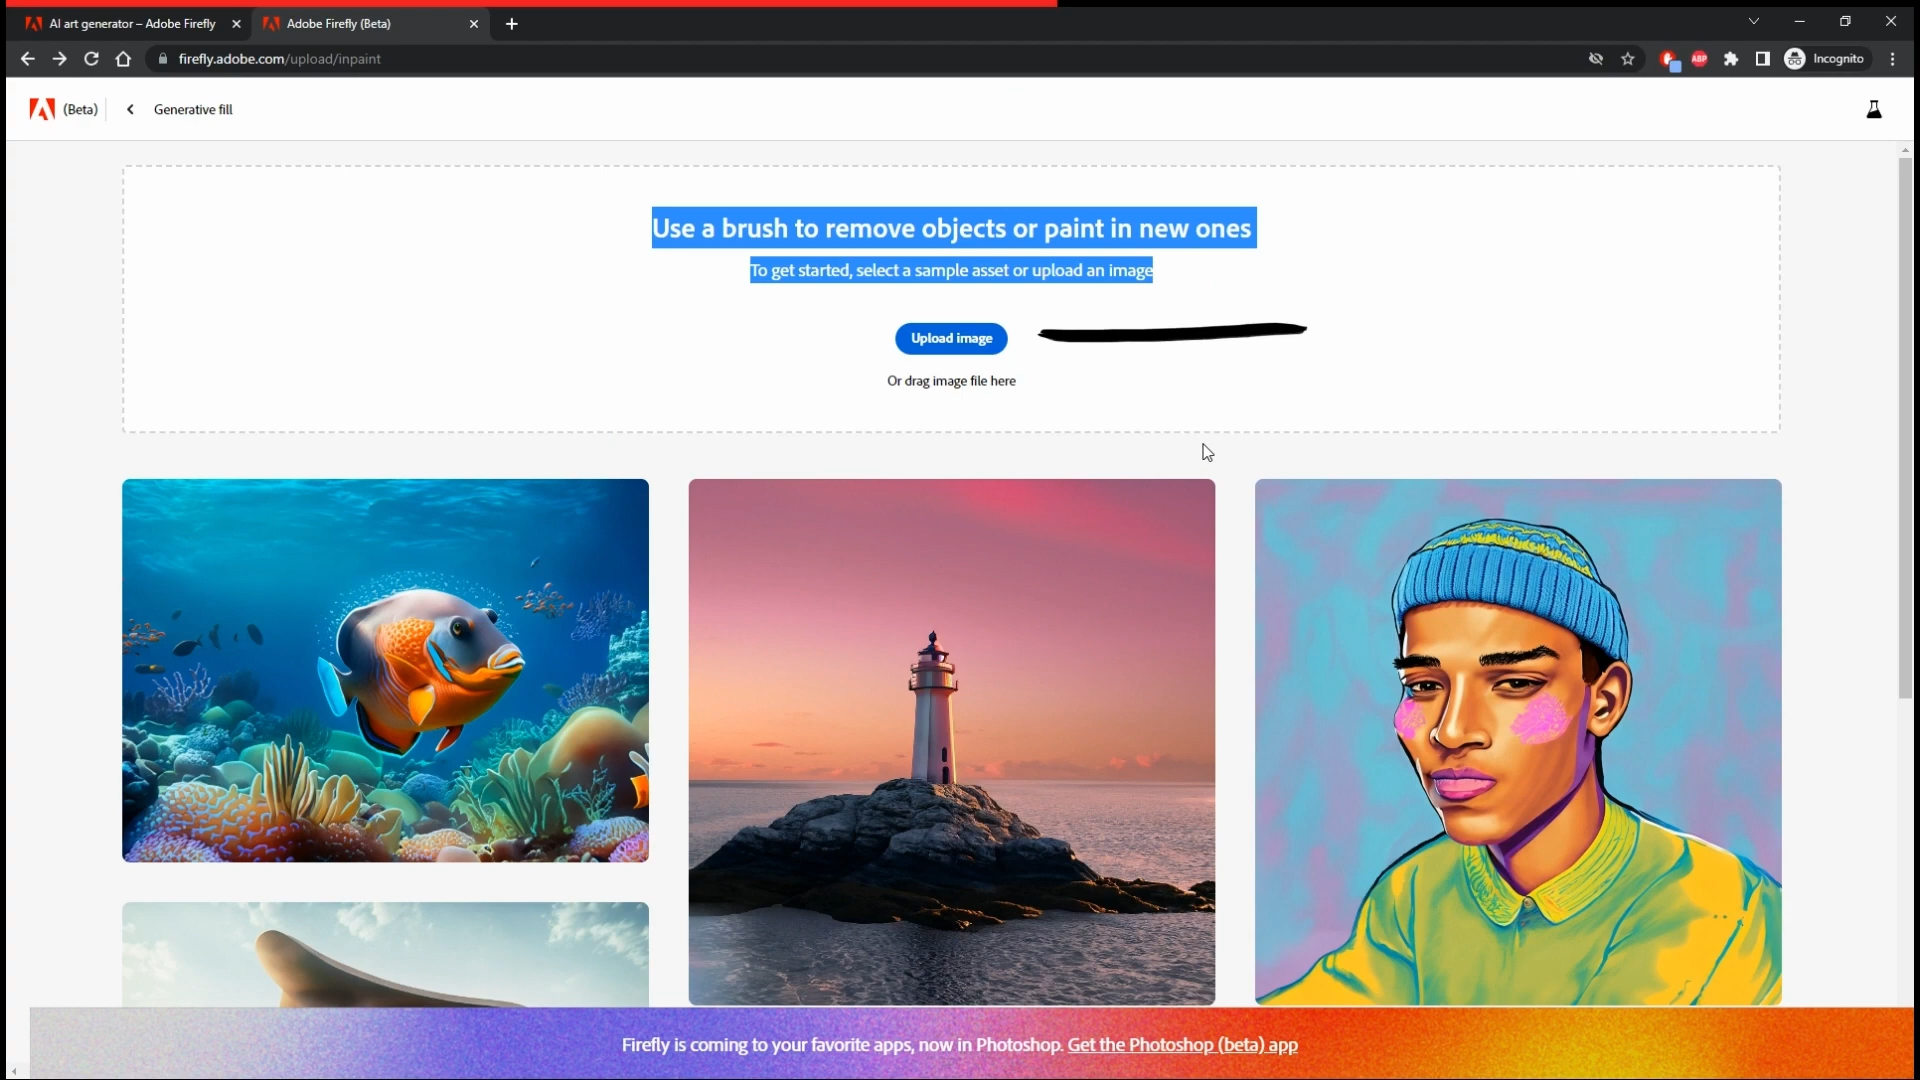 AI art generator – Adobe Firefly
Adobe Firefly (Beta)
firefly.adobe.com/upload/inpaint
ABP
Incognito
(Beta)
Generative fill
Use a brush to remove objects or paint in new ones
To get started, select a sample asset or upload an image
Upload image
Or drag image file here
Firefly is coming to your favorite apps, now in Photoshop. Get the Photoshop (beta) app